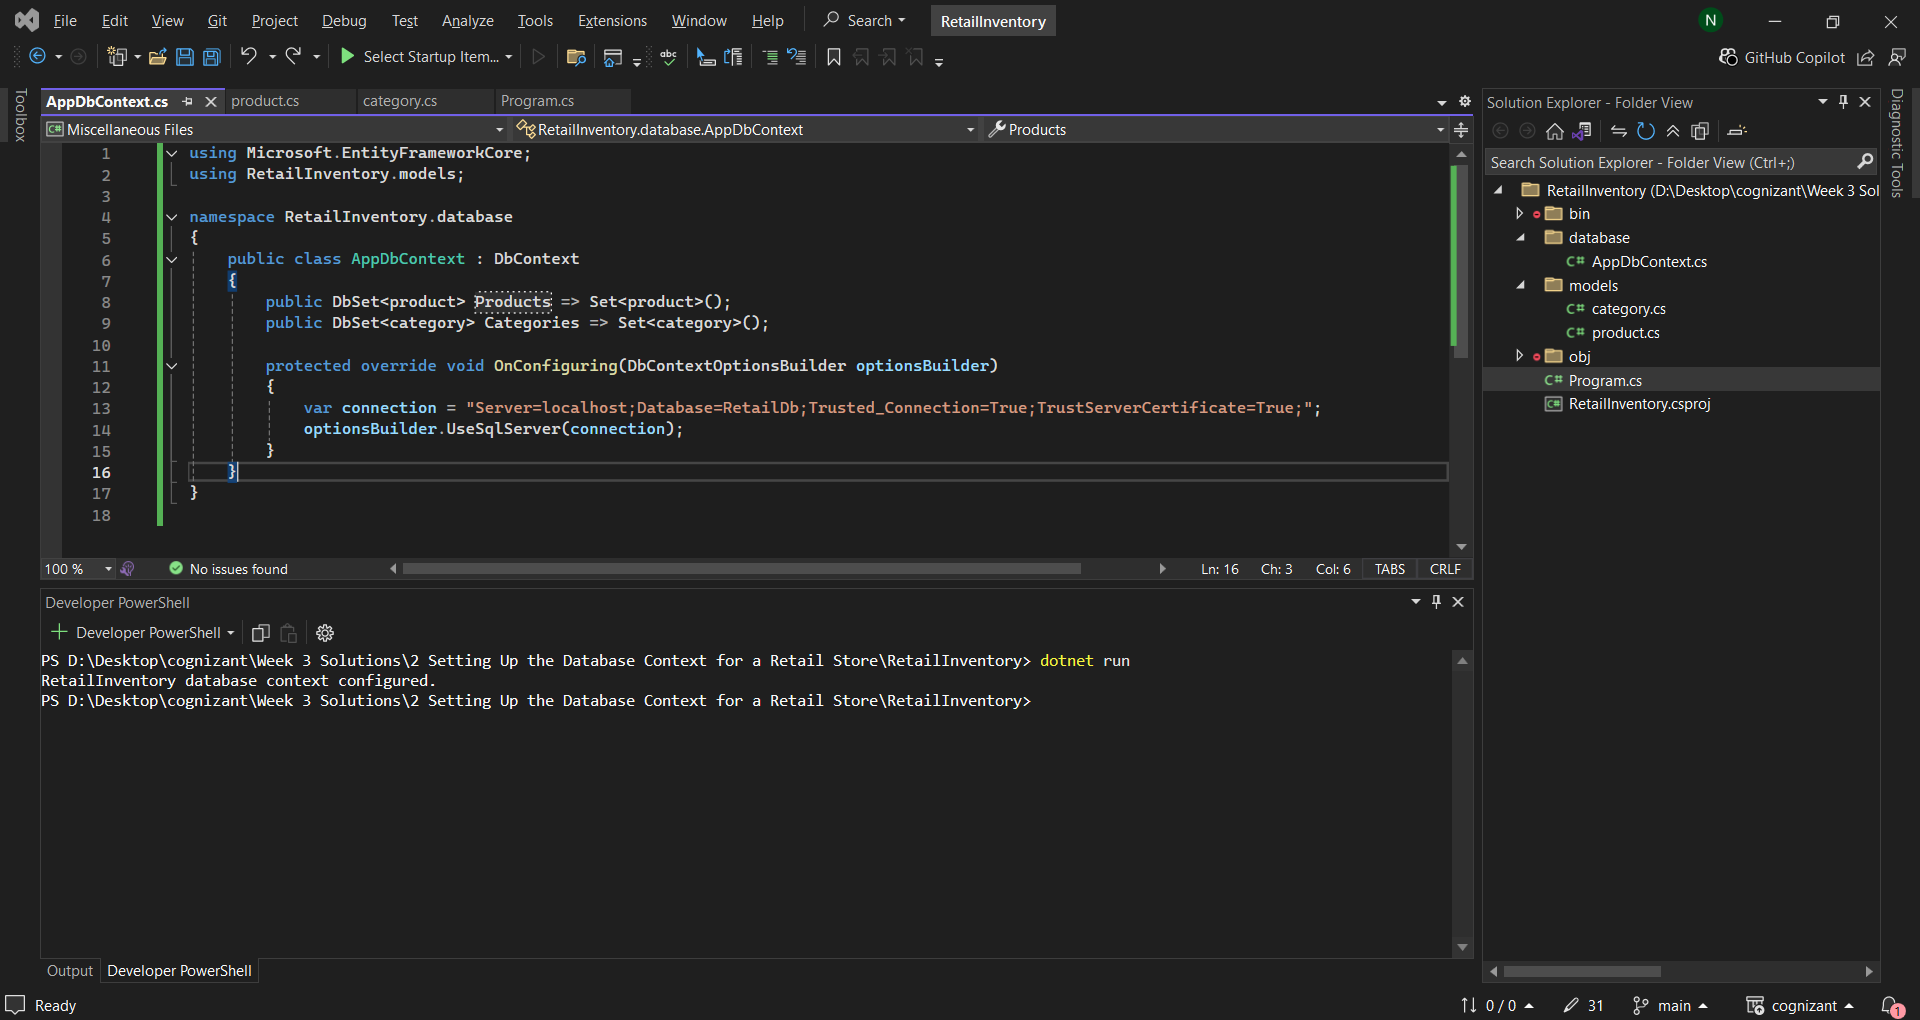 File Edit View Git Project Debug Test Analyze Tools Extensions Window Help Search RetailInventory N
Select Startup Item... abc GitHub Copilot
Toolbox
AppDbContext.cs product.cs category.cs Program.cs
C# Miscellaneous Files RetailInventory.database.AppDbContext Products
1 using Microsoft.EntityFrameworkCore;
2 using RetailInventory.models;
3
4 namespace RetailInventory.database
5 {
6 public class AppDbContext : DbContext
7 {
8 public DbSet<product> Products => Set<product>();
9 public DbSet<category> Categories => Set<category>();
10
11 protected override void OnConfiguring(DbContextOptionsBuilder optionsBuilder)
12 {
13 var connection = "Server=localhost;Database=RetailDb;Trusted_Connection=True;TrustServerCertificate=True;";
14 optionsBuilder.UseSqlServer(connection);
15 }
16 }
17 }
18
100 % No issues found Ln: 16 Ch: 3 Col: 6 TABS CRLF
Developer PowerShell
Developer PowerShell
PS D:\Desktop\cognizant\Week 3 Solutions\2 Setting Up the Database Context for a Retail Store\RetailInventory> dotnet run
RetailInventory database context configured.
PS D:\Desktop\cognizant\Week 3 Solutions\2 Setting Up the Database Context for a Retail Store\RetailInventory>
Output Developer PowerShell
Solution Explorer - Folder View
Search Solution Explorer - Folder View (Ctrl+;)
RetailInventory (D:\Desktop\cognizant\Week 3 Sol
bin
database
C# AppDbContext.cs
models
C# category.cs
C# product.cs
obj
C# Program.cs
C# RetailInventory.csproj
Diagnostic Tools
Ready 0 / 0 31 main cognizant 1